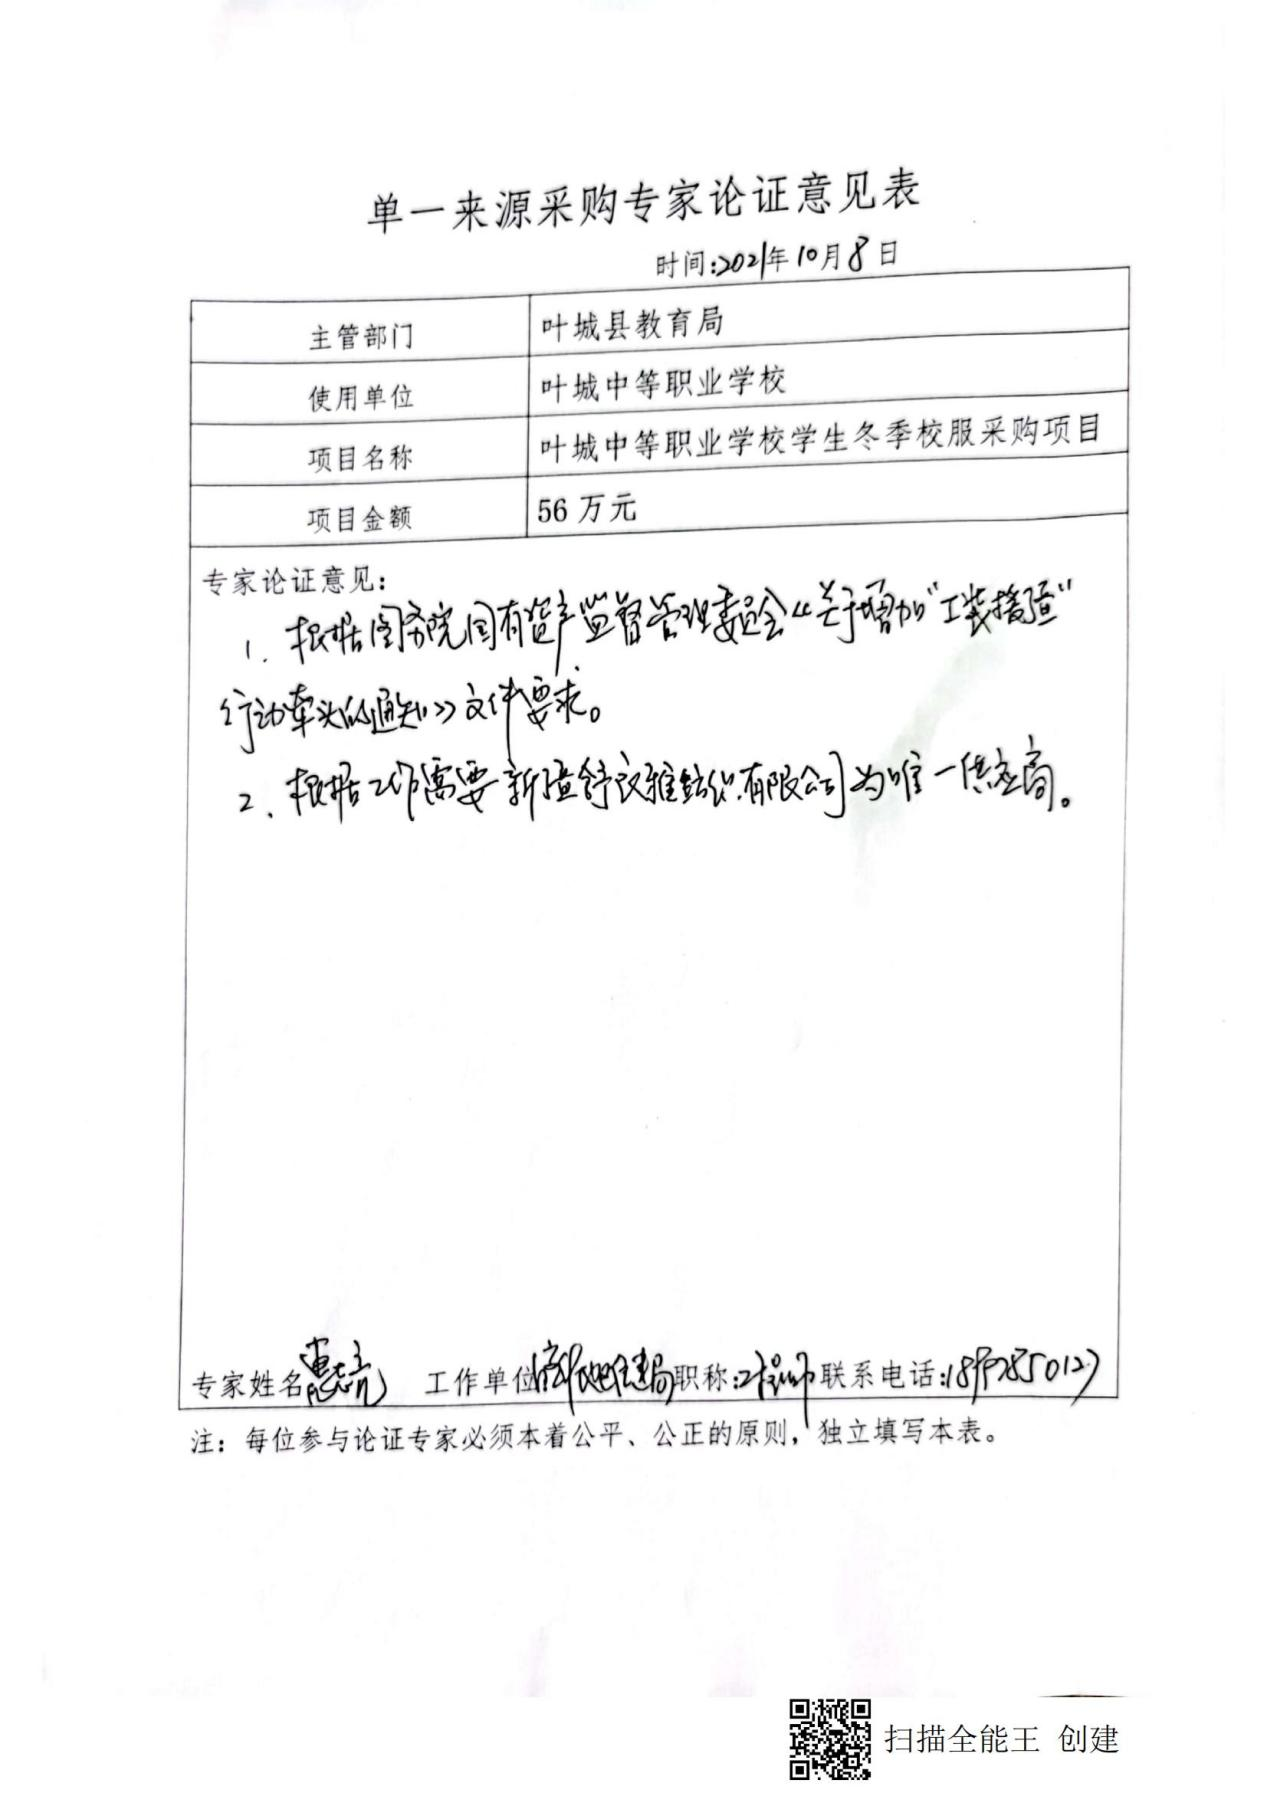 单一来源采购专家论证意见表
时间:2021年10月8日
主管部门 叶城县教育局
使用单位 叶城中等职业学校
项目名称 叶城中等职业学校学生冬季校服采购项目
项目金额 56万元
专家论证意见:
1、根据国务院国有资产监督管理委员会《关于增加“工装援疆”
行动牵头的通知》文件要求。
2、根据工作需要新疆舒衣雅纺织有限公司为唯一供应商。
专家姓名 惠志亮 工作单位 局 职称:工程师 联系电话:
注：每位参与论证专家必须本着公平、公正的原则，独立填写本表。
扫描全能王 创建